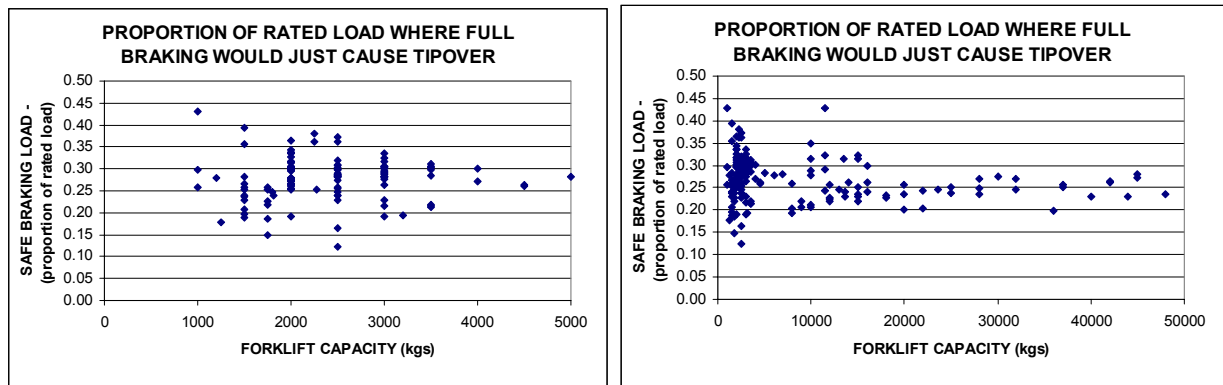 PROPORTION OF RATED LOAD WHERE FULL
BRAKING WOULD JUST CAUSE TIPOVER
SAFE BRAKING LOAD -
(proportion of rated load)
0.50
0.45
0.40
0.35
0.30
0.25
0.20
0.15
0.10
0.05
0.00
0 1000 2000 3000 4000 5000
FORKLIFT CAPACITY (kgs)
PROPORTION OF RATED LOAD WHERE FULL
BRAKING WOULD JUST CAUSE TIPOVER
SAFE BRAKING LOAD -
(proportion of rated load)
0.50
0.45
0.40
0.35
0.30
0.25
0.20
0.15
0.10
0.05
0.00
0 10000 20000 30000 40000 50000
FORKLIFT CAPACITY (kgs)